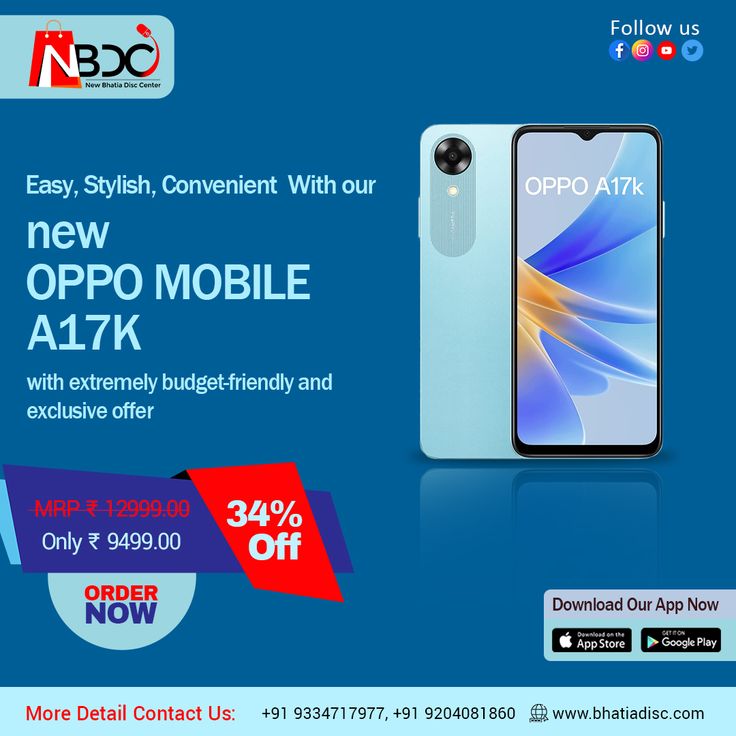 NBDC
New Bhatia Disc Center
Follow us
Easy, Stylish, Convenient With our
new
OPPO MOBILE
A17K
with extremely budget-friendly and
exclusive offer
OPPO A17k
MRP ₹ 12999.00
Only ₹ 9499.00
34%
Off
ORDER
NOW
Download Our App Now
Download on the
App Store
GET IT ON
Google Play
More Detail Contact Us: +91 9334717977, +91 9204081860 www.bhatiadisc.com